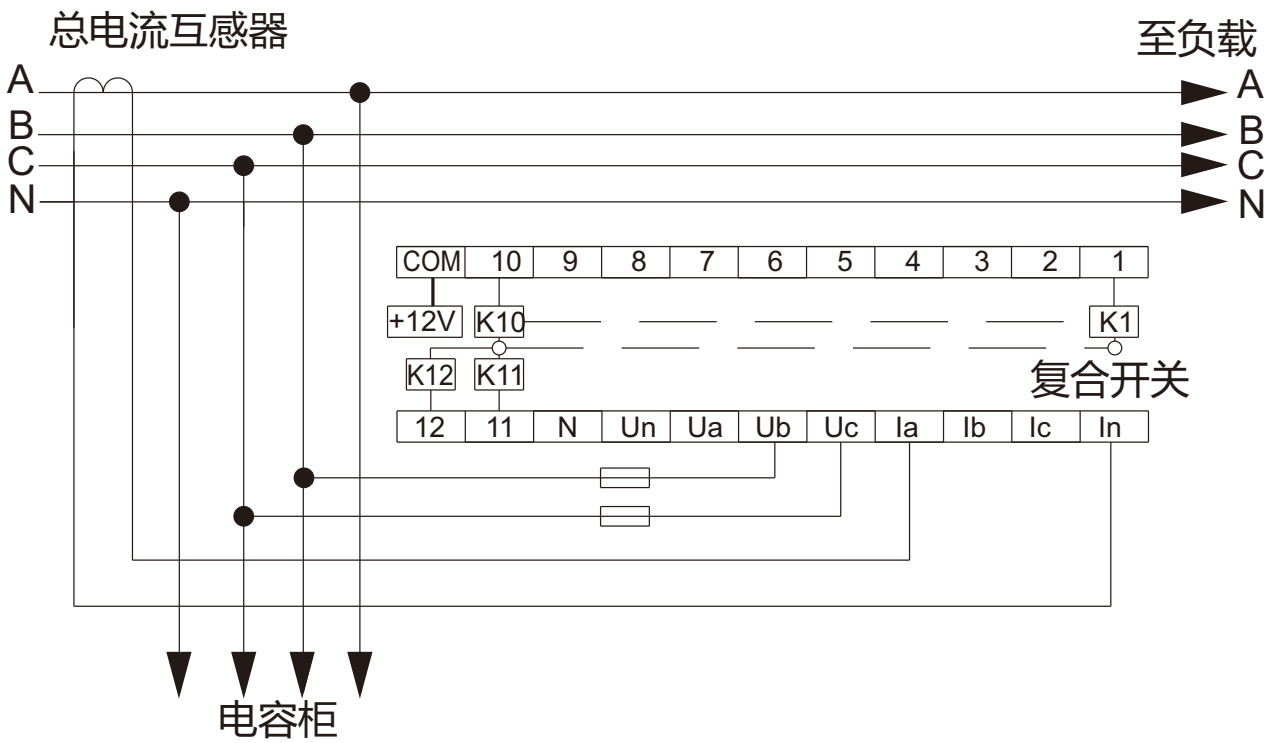 总电流互感器
至负载
A A
B B
C C
N N
COM 10 9 8 7 6 5 4 3 2 1
+12V K10 K1
K12 K11 复合开关
12 11 N Un Ua Ub Uc Ia Ib Ic In
电容柜